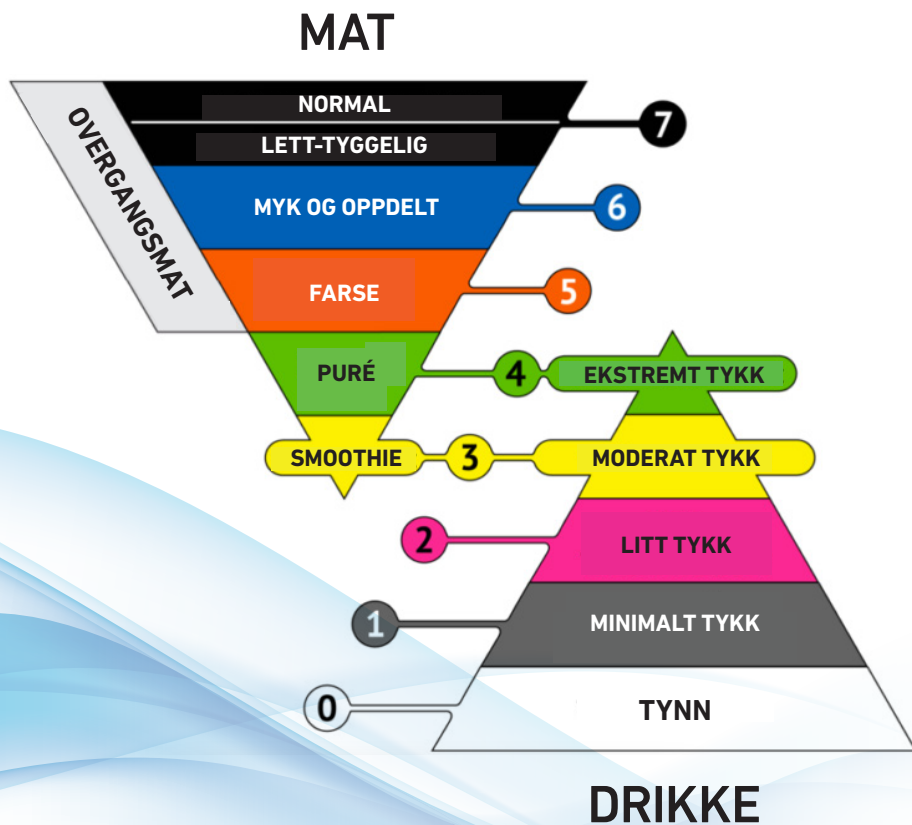 MAT
OVERGANGSMAT
NORMAL
7
LETT-TYGGELIG
MYK OG OPPDELT
6
FARSE
5
PURÉ
4
EKSTREMT TYKK
SMOOTHIE
3
MODERAT TYKK
2
LITT TYKK
1
MINIMALT TYKK
0
TYNN
DRIKKE